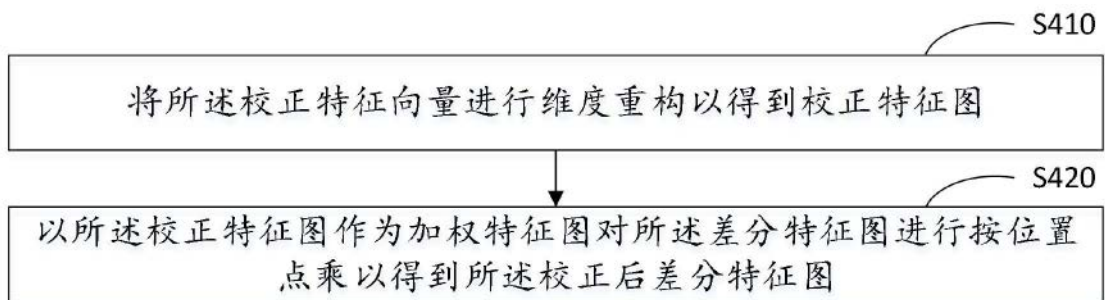 S410
将所述校正特征向量进行维度重构以得到校正特征图
S420
以所述校正特征图作为加权特征图对所述差分特征图进行按位置
点乘以得到所述校正后差分特征图